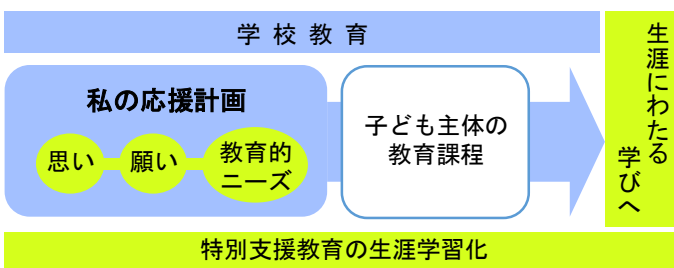 学校教育
私の応援計画
思い
願い
教育的
ニーズ
子ども主体の
教育課程
生涯にわたる
学びへ
特別支援教育の生涯学習化